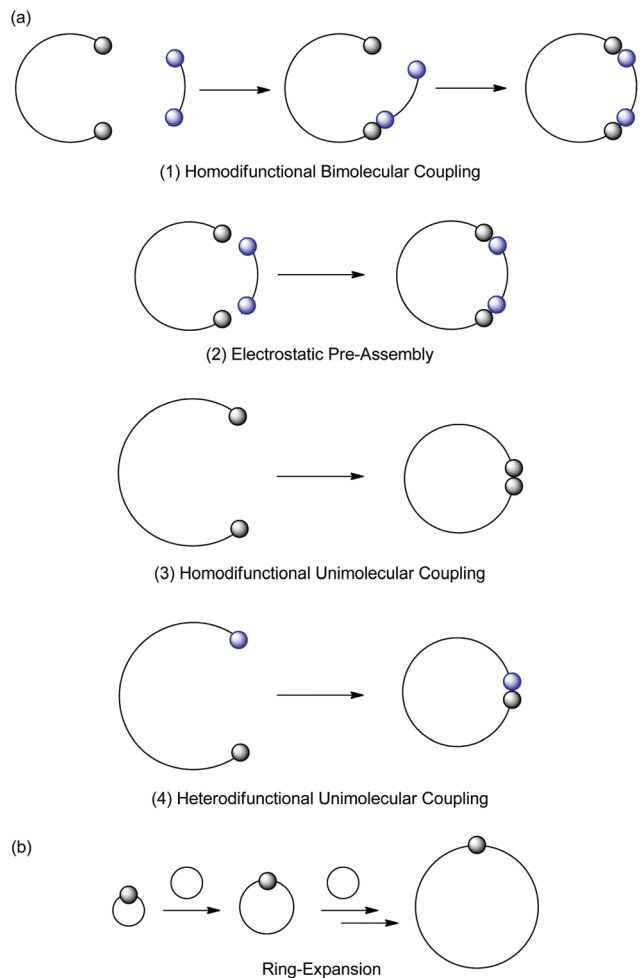 (a)
(1) Homodifunctional Bimolecular Coupling
(2) Electrostatic Pre-Assembly
(3) Homodifunctional Unimolecular Coupling
(4) Heterodifunctional Unimolecular Coupling
(b)
Ring-Expansion